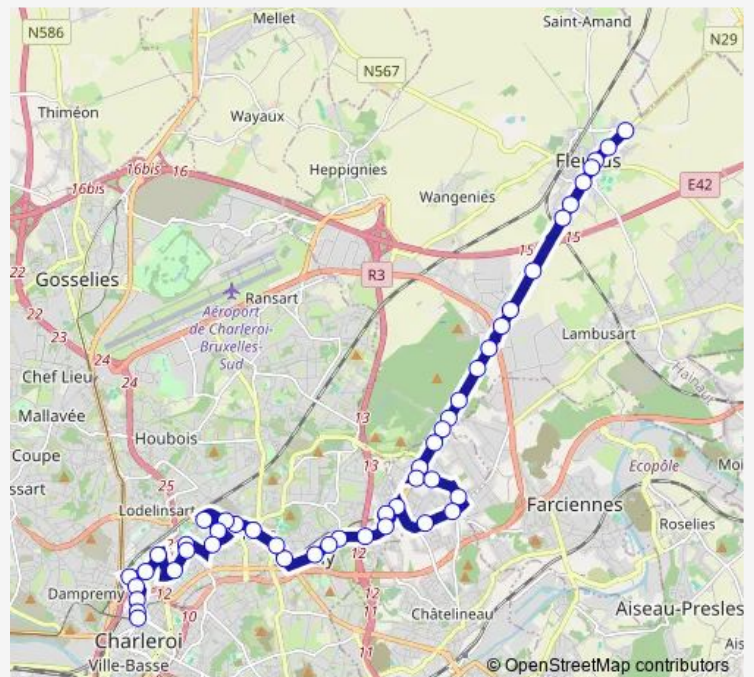 Saint-Amand
Mellet
N586
N29
N567
Thiméon
Wayaux
Fleurus
Heppignies
16bis
16
16bis
Wangenies
E42
15
15
22
R3
Gosselies
Ransart
Aéroport
de Charleroi-
Bruxelles-
Sud
22
23
24
24
Lambusart
Chef Lieu
Hainaut
Mallavée
13
Houbois
Coupe
13
Ecopôle
ssart
25
Lodelinsart
Farciennes
Roselies
12
Dampremy
12
10
12
11
Châtelineau
Aiseau-Presles
Charleroi
11
Ville-Basse
© OpenStreetMap contributors